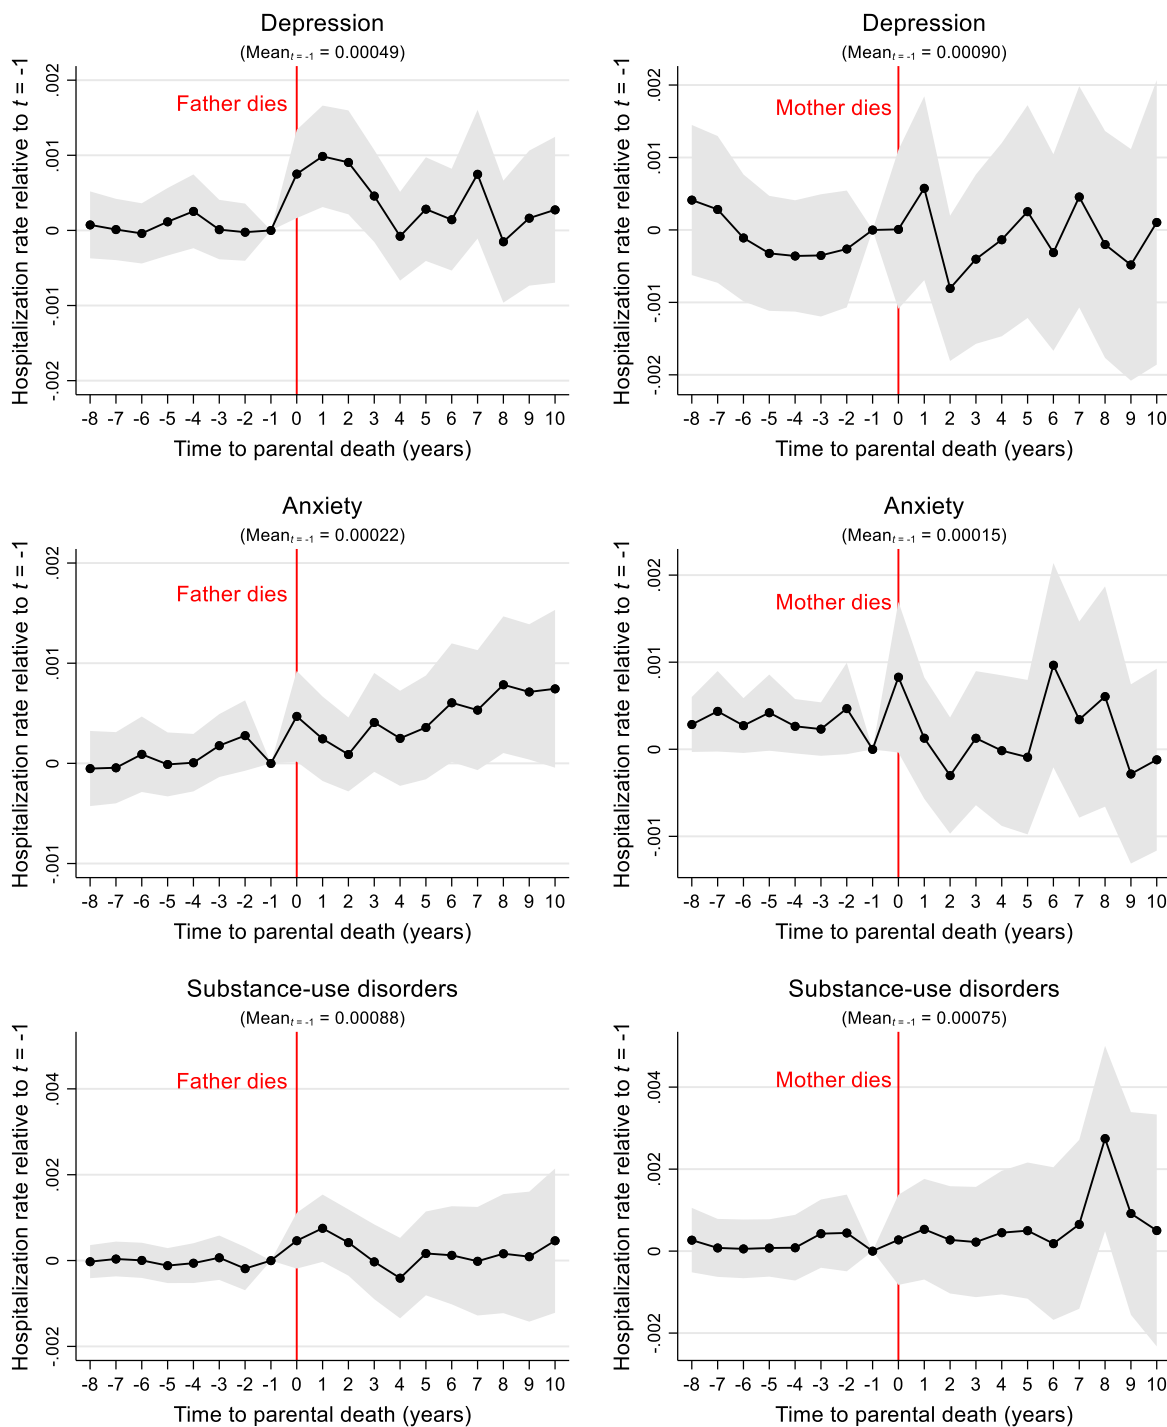 Depression
(Mean t = -1 = 0.00049)
Hospitalization rate relative to t = -1
.002
.001
0
-.001
-.002
Father dies
-8 -7 -6 -5 -4 -3 -2 -1 0 1 2 3 4 5 6 7 8 9 10
Time to parental death (years)
Depression
(Mean t = -1 = 0.00090)
Hospitalization rate relative to t = -1
.002
.001
0
-.001
-.002
Mother dies
-8 -7 -6 -5 -4 -3 -2 -1 0 1 2 3 4 5 6 7 8 9 10
Time to parental death (years)
Anxiety
(Mean t = -1 = 0.00022)
Hospitalization rate relative to t = -1
.002
.001
0
-.001
Father dies
-8 -7 -6 -5 -4 -3 -2 -1 0 1 2 3 4 5 6 7 8 9 10
Time to parental death (years)
Anxiety
(Mean t = -1 = 0.00015)
Hospitalization rate relative to t = -1
.002
.001
0
-.001
Mother dies
-8 -7 -6 -5 -4 -3 -2 -1 0 1 2 3 4 5 6 7 8 9 10
Time to parental death (years)
Substance-use disorders
(Mean t = -1 = 0.00088)
Hospitalization rate relative to t = -1
.004
.002
0
-.002
Father dies
-8 -7 -6 -5 -4 -3 -2 -1 0 1 2 3 4 5 6 7 8 9 10
Time to parental death (years)
Substance-use disorders
(Mean t = -1 = 0.00075)
Hospitalization rate relative to t = -1
.004
.002
0
-.002
Mother dies
-8 -7 -6 -5 -4 -3 -2 -1 0 1 2 3 4 5 6 7 8 9 10
Time to parental death (years)